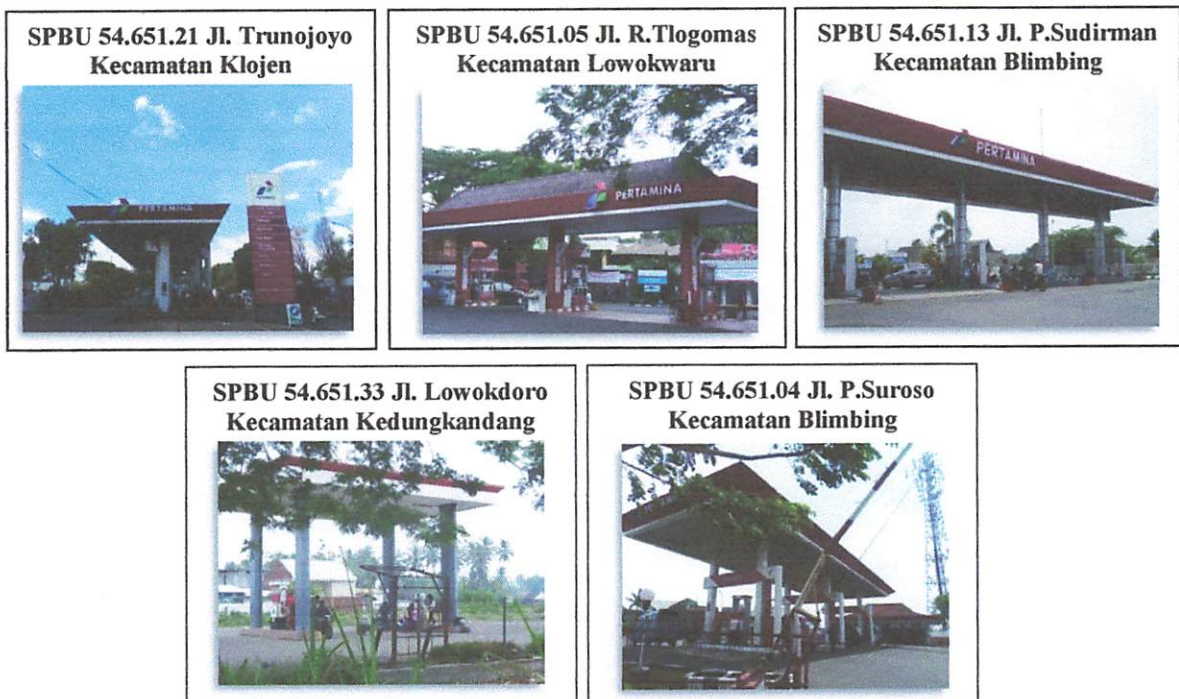 SPBU 54.651.21 Jl. Trunojoyo
Kecamatan Klojen
PERTAMINA
SPBU 54.651.05 Jl. R.Tlogomas
Kecamatan Lowokwaru
PERTAMINA
SPBU 54.651.13 Jl. P.Sudirman
Kecamatan Blimbing
PERTAMINA
SPBU 54.651.33 Jl. Lowokdoro
Kecamatan Kedungkandang
SPBU 54.651.04 Jl. P.Suroso
Kecamatan Blimbing